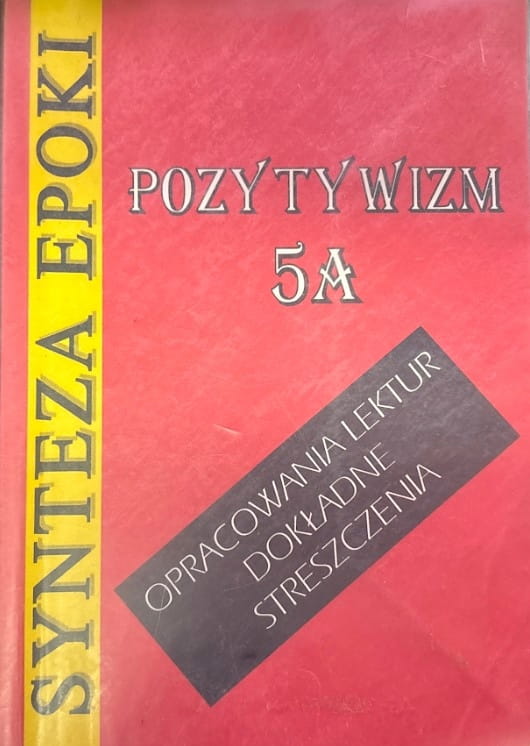 SYNTEZA EPOKI
POZYTYWIZM
5A
OPRACOWANIA LEKTUR
DOKŁADNE
STRESZCZENIA